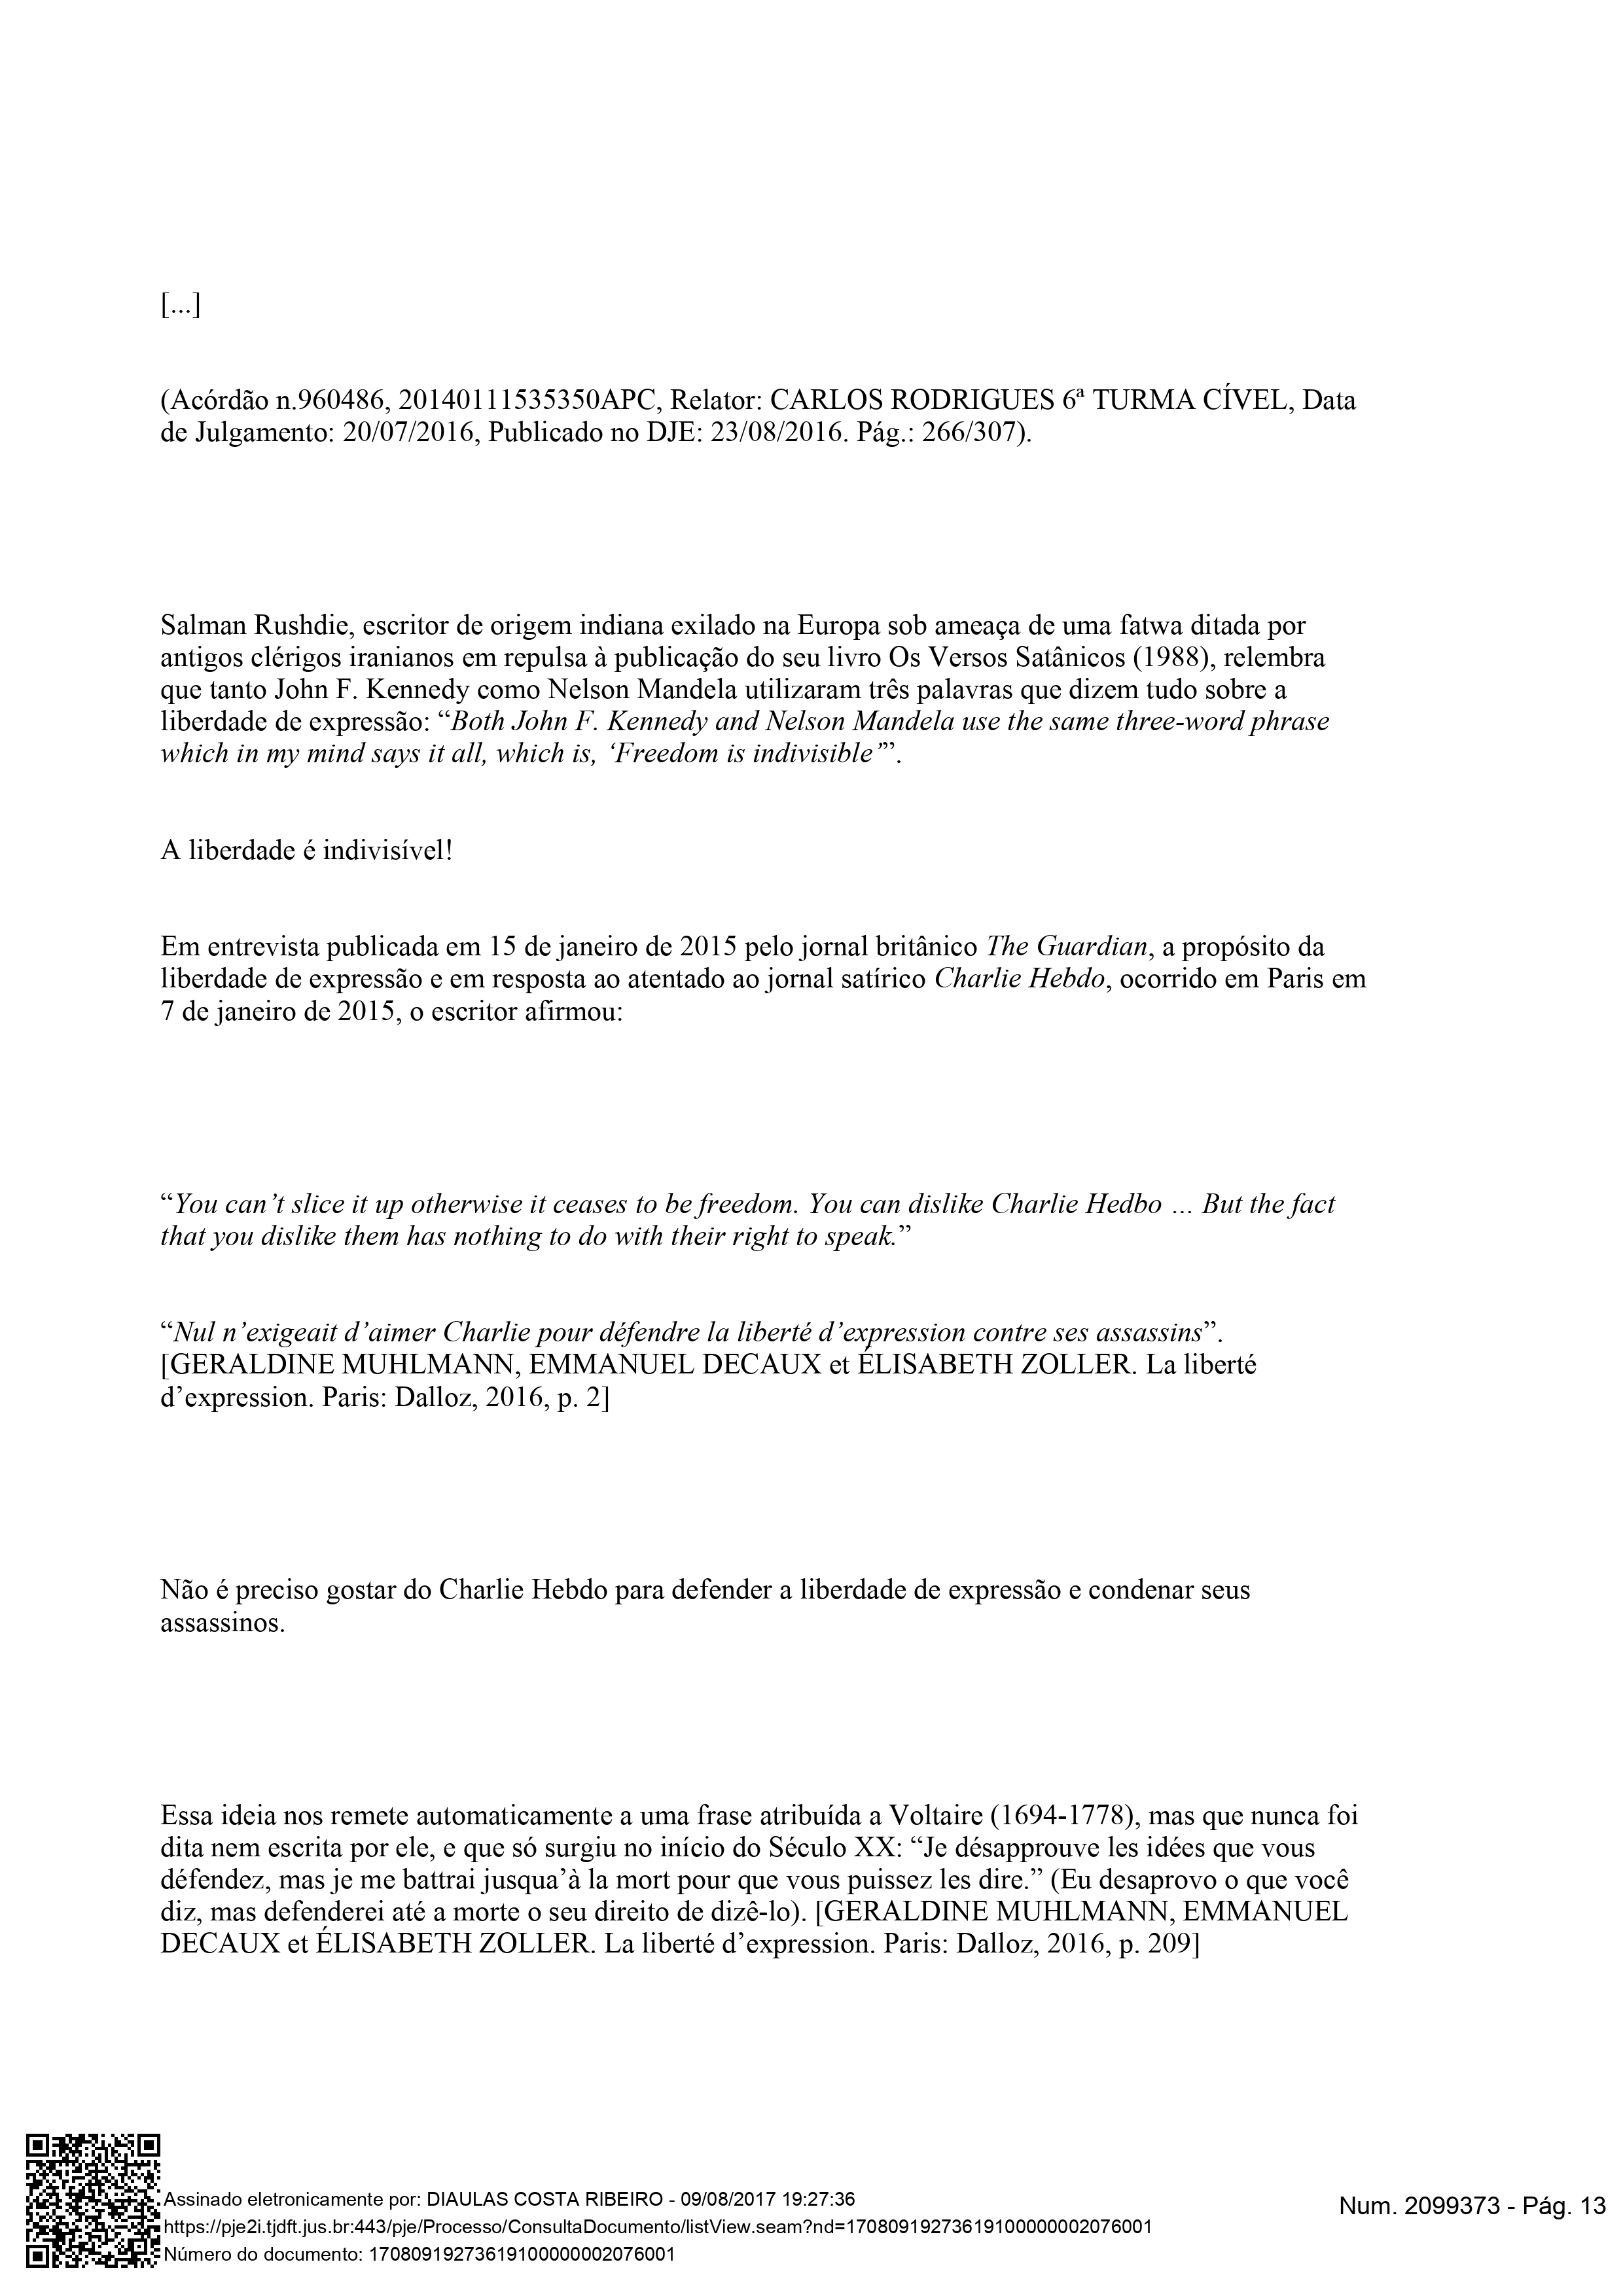 [...]
(Acórdão n.960486, 20140111535350APC, Relator: CARLOS RODRIGUES 6ª TURMA CÍVEL, Data
de Julgamento: 20/07/2016, Publicado no DJE: 23/08/2016. Pág.: 266/307).
Salman Rushdie, escritor de origem indiana exilado na Europa sob ameaça de uma fatwa ditada por
antigos clérigos iranianos em repulsa à publicação do seu livro Os Versos Satânicos (1988), relembra
que tanto John F. Kennedy como Nelson Mandela utilizaram três palavras que dizem tudo sobre a
liberdade de expressão: “Both John F. Kennedy and Nelson Mandela use the same three-word phrase
which in my mind says it all, which is, ‘Freedom is indivisible’”.
A liberdade é indivisível!
Em entrevista publicada em 15 de janeiro de 2015 pelo jornal britânico The Guardian, a propósito da
liberdade de expressão e em resposta ao atentado ao jornal satírico Charlie Hebdo, ocorrido em Paris em
7 de janeiro de 2015, o escritor afirmou:
“You can’t slice it up otherwise it ceases to be freedom. You can dislike Charlie Hedbo … But the fact
that you dislike them has nothing to do with their right to speak.”
“Nul n’exigeait d’aimer Charlie pour défendre la liberté d’expression contre ses assassins”.
[GERALDINE MUHLMANN, EMMANUEL DECAUX et ÉLISABETH ZOLLER. La liberté
d’expression. Paris: Dalloz, 2016, p. 2]
Não é preciso gostar do Charlie Hebdo para defender a liberdade de expressão e condenar seus
assassinos.
Essa ideia nos remete automaticamente a uma frase atribuída a Voltaire (1694-1778), mas que nunca foi
dita nem escrita por ele, e que só surgiu no início do Século XX: “Je désapprouve les idées que vous
défendez, mas je me battrai jusqua’à la mort pour que vous puissez les dire.” (Eu desaprovo o que você
diz, mas defenderei até a morte o seu direito de dizê-lo). [GERALDINE MUHLMANN, EMMANUEL
DECAUX et ÉLISABETH ZOLLER. La liberté d’expression. Paris: Dalloz, 2016, p. 209]
Assinado eletronicamente por: DIAULAS COSTA RIBEIRO - 09/08/2017 19:27:36
https://pje2i.tjdft.jus.br:443/pje/Processo/ConsultaDocumento/listView.seam?nd=17080919273619100000002076001
Número do documento: 17080919273619100000002076001
Num. 2099373 - Pág. 13